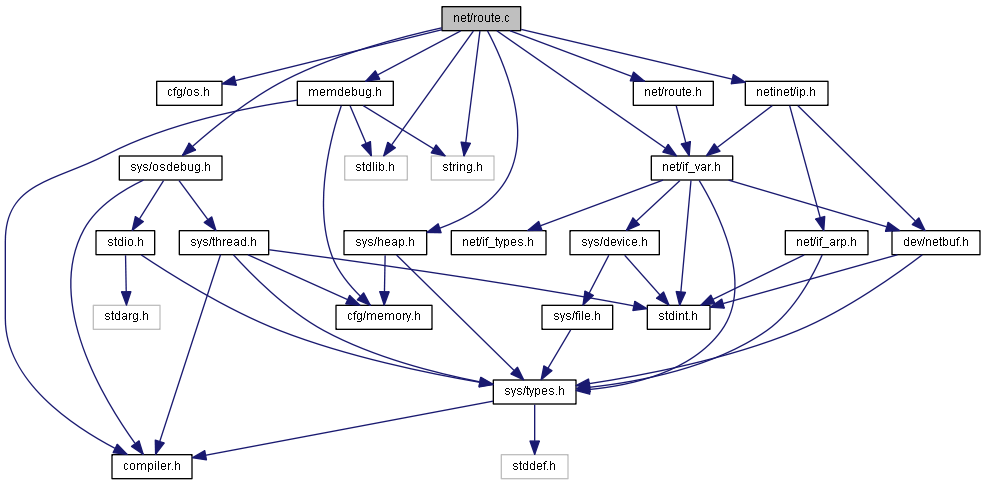 net/route.c
cfg/os.h
memdebug.h
net/route.h
netinet/ip.h
sys/osdebug.h
stdlib.h
string.h
net/if_var.h
stdio.h
sys/thread.h
sys/heap.h
net/if_types.h
sys/device.h
net/if_arp.h
dev/netbuf.h
stdarg.h
cfg/memory.h
sys/file.h
stdint.h
sys/types.h
compiler.h
stddef.h